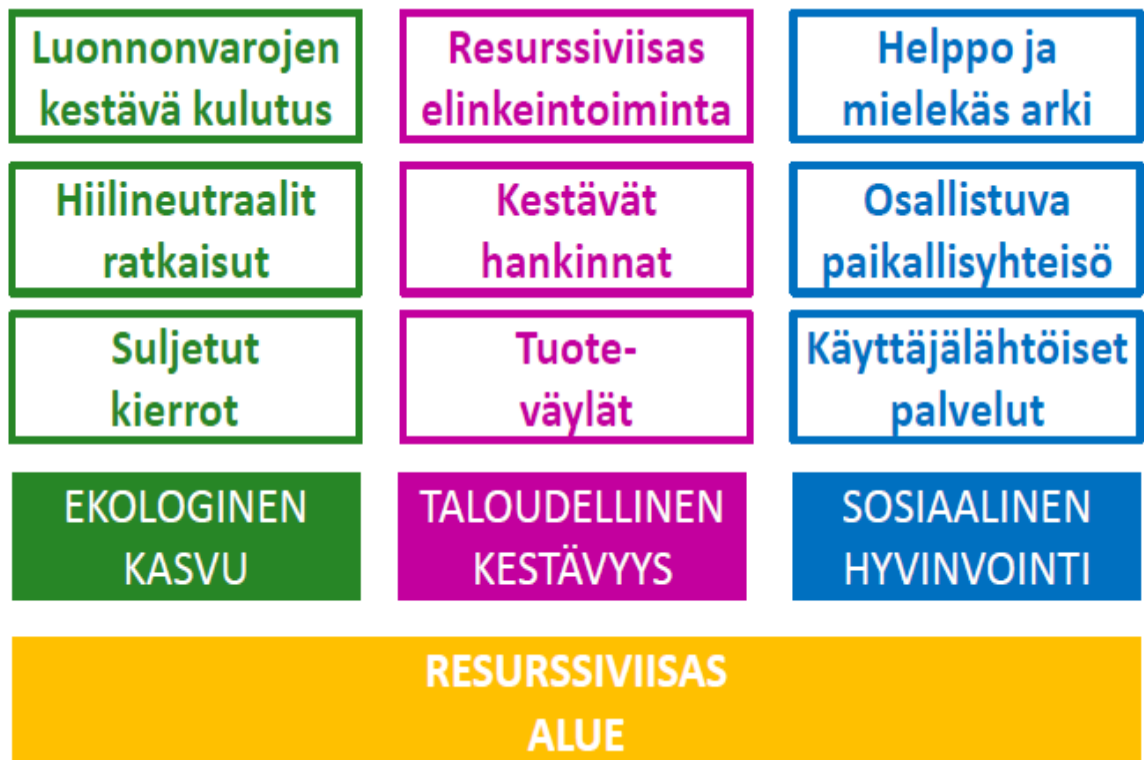 Luonnonvarojen
kestävä kulutus
Resurssiviisas
elinkeintoiminta
Helppo ja
mielekäs arki
Hiilineutraalit
ratkaisut
Kestävät
hankinnat
Osallistuva
paikallisyhteisö
Suljetut
kierrot
Tuote-
väylät
Käyttäjälähtöiset
palvelut
EKOLOGINEN
KASVU
TALOUDELLINEN
KESTÄVYYS
SOSIAALINEN
HYVINVOINTI
RESURSSIVIISAS
ALUE